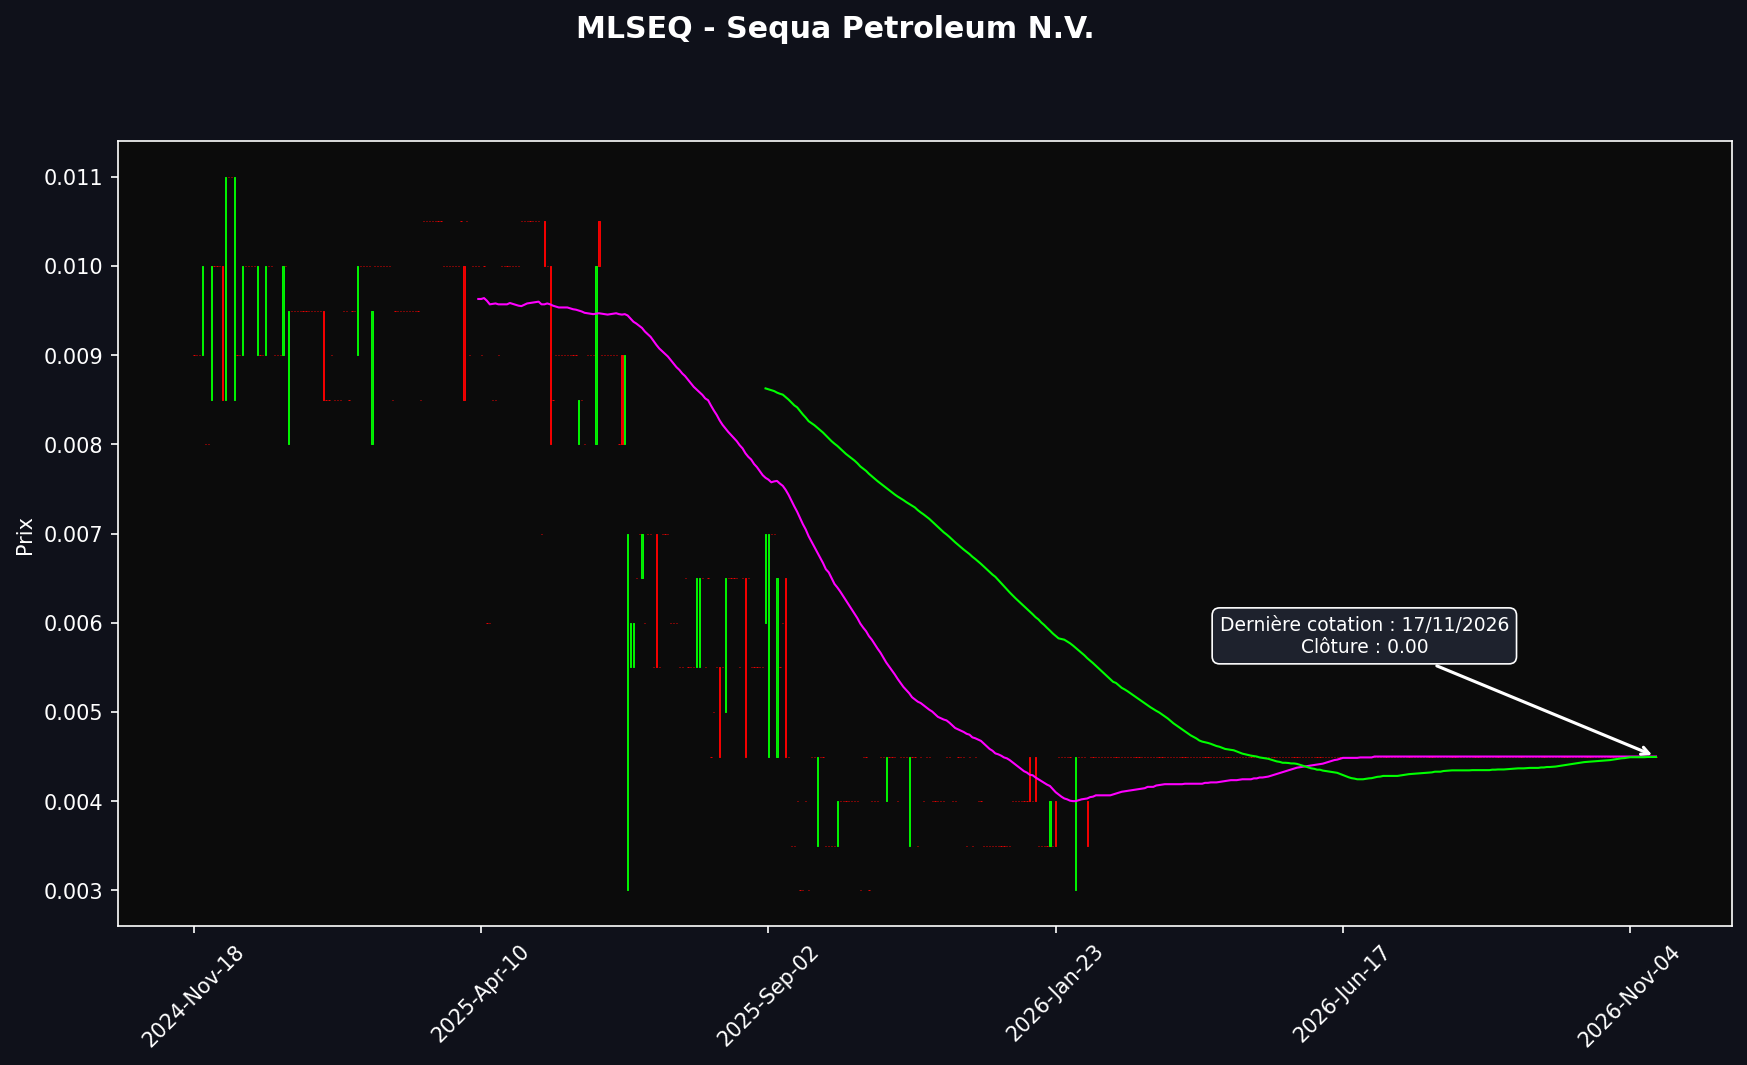 MLSEQ - Sequa Petroleum N.V.
0.011
0.010
0.009
0.008
0.007
0.006
0.005
0.004
0.003
Prix
Dernière cotation : 17/11/2026
Clôture : 0.00
2024-Nov-18
2025-Apr-10
2025-Sep-02
2026-Jan-23
2026-Jun-17
2026-Nov-04